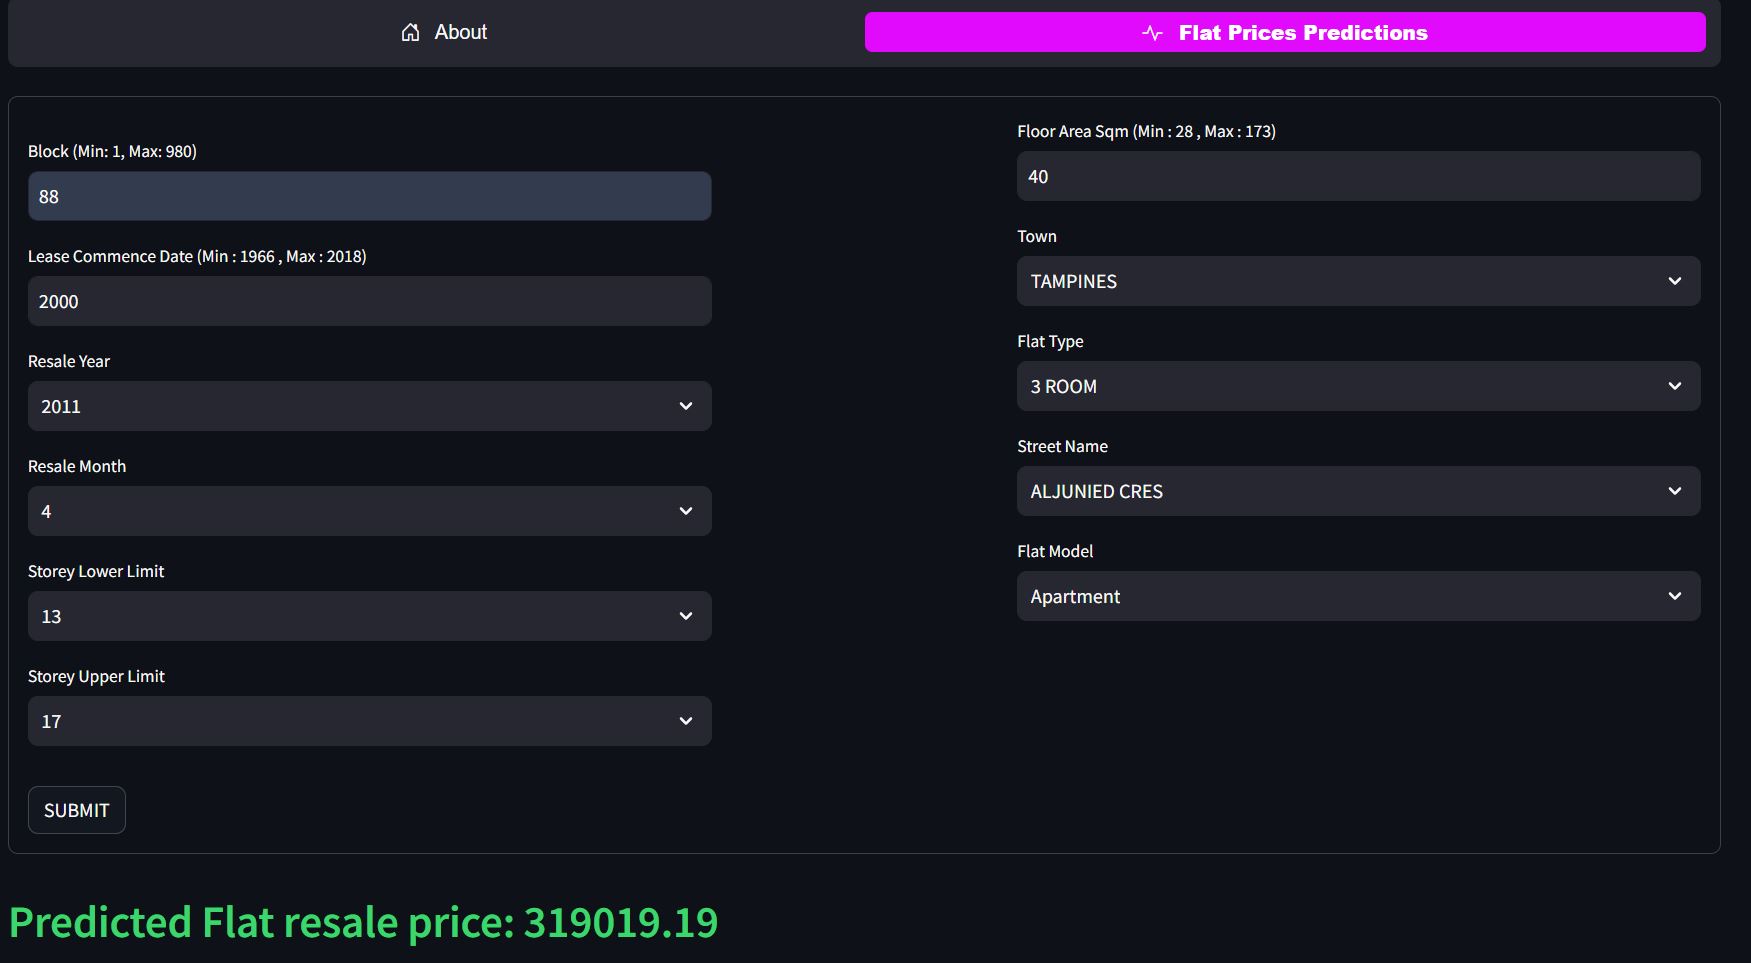 About
Flat Prices Predictions
Block (Min: 1, Max: 980)
88
Lease Commence Date (Min : 1966 , Max : 2018)
2000
Resale Year
2011
Resale Month
4
Storey Lower Limit
13
Storey Upper Limit
17
SUBMIT
Floor Area Sqm (Min : 28 , Max : 173)
40
Town
TAMPINES
Flat Type
3 ROOM
Street Name
ALJUNIED CRES
Flat Model
Apartment
Predicted Flat resale price: 319019.19